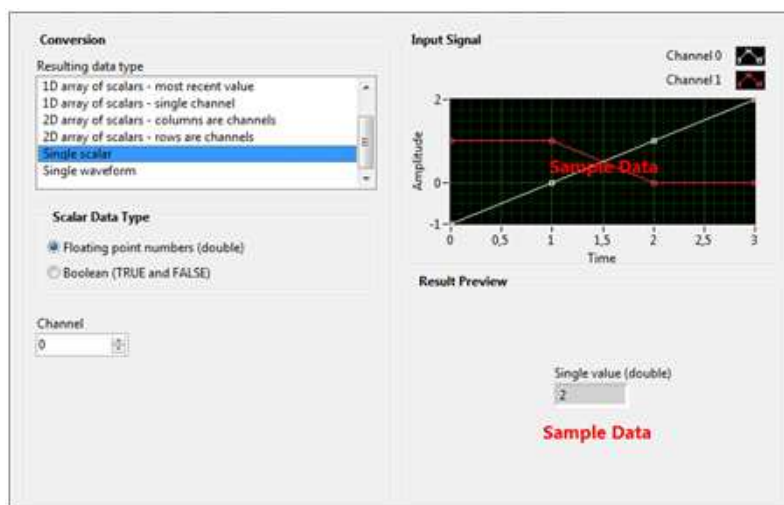 Conversion
Resulting data type
1D array of scalars - most recent value
1D array of scalars - single channel
2D array of scalars - columns are channels
2D array of scalars - rows are channels
Single scalar
Single waveform
Scalar Data Type
Floating point numbers (double)
Boolean (TRUE and FALSE)
Channel
0
Input Signal
Channel 0
Channel 1
Amplitude
2
0
-1
Sample Data
0 0,5 1 1,5 2 2,5 3
Time
Result Preview
Single value (double)
2
Sample Data